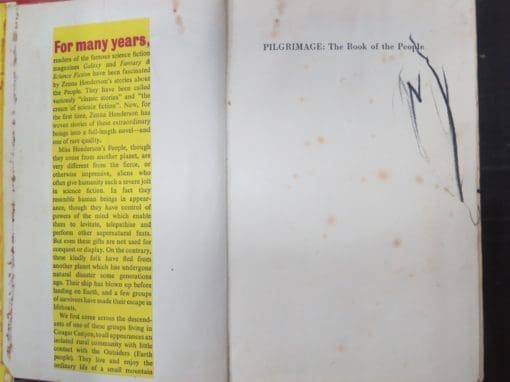 For many years,
readers of the famous science fiction
magazines Galaxy and Fantasy &
Science Fiction have been fascinated
by Zenna Henderson's stories about
the People. They have been called
variously "classic stories" and "the
cream of science fiction". Now, for
the first time, Zenna Henderson has
woven stories of these extraordinary
beings into a full-length novel—and
one of rare quality.
Miss Henderson's People, though
they come from another planet, are
very different from the fierce, or
otherwise impressive, aliens who
often give humanity such a severe jolt
in science fiction. In fact they
resemble human beings in appear-
ance, though they have control of
powers of the mind which enable
them to levitate, telepathise and
perform other supernatural feats.
But even these gifts are not used for
conquest or display. On the contrary,
these kindly folk have fled from
another planet which has undergone
natural disaster some generations
ago. Their ship has blown up before
landing on Earth, and a few groups
of survivors have made their escape in
lifeboats.
We first come across the descend-
ants of one of these groups living in
Cougar Canyon, to all appearances an
isolated rural community with little
contact with the Outsiders (Earth
people). They live and enjoy the
ordinary life of a small mountain
PILGRIMAGE: The Book of the People